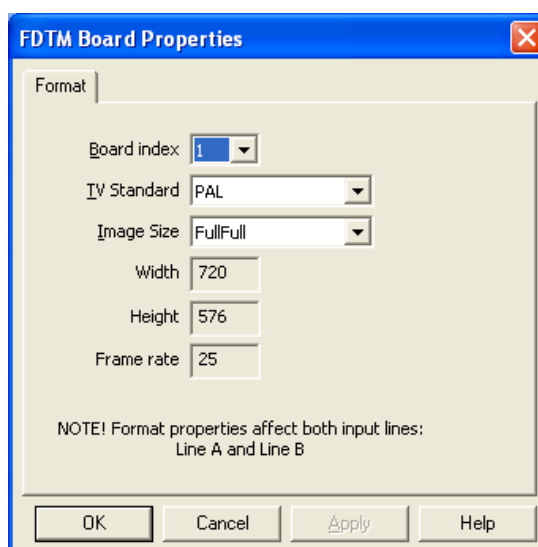 FDTM Board Properties
Format
Board index 1
TV Standard PAL
Image Size FullFull
Width 720
Height 576
Frame rate 25
NOTE! Format properties affect both input lines:
Line A and Line B
OK Cancel Apply Help